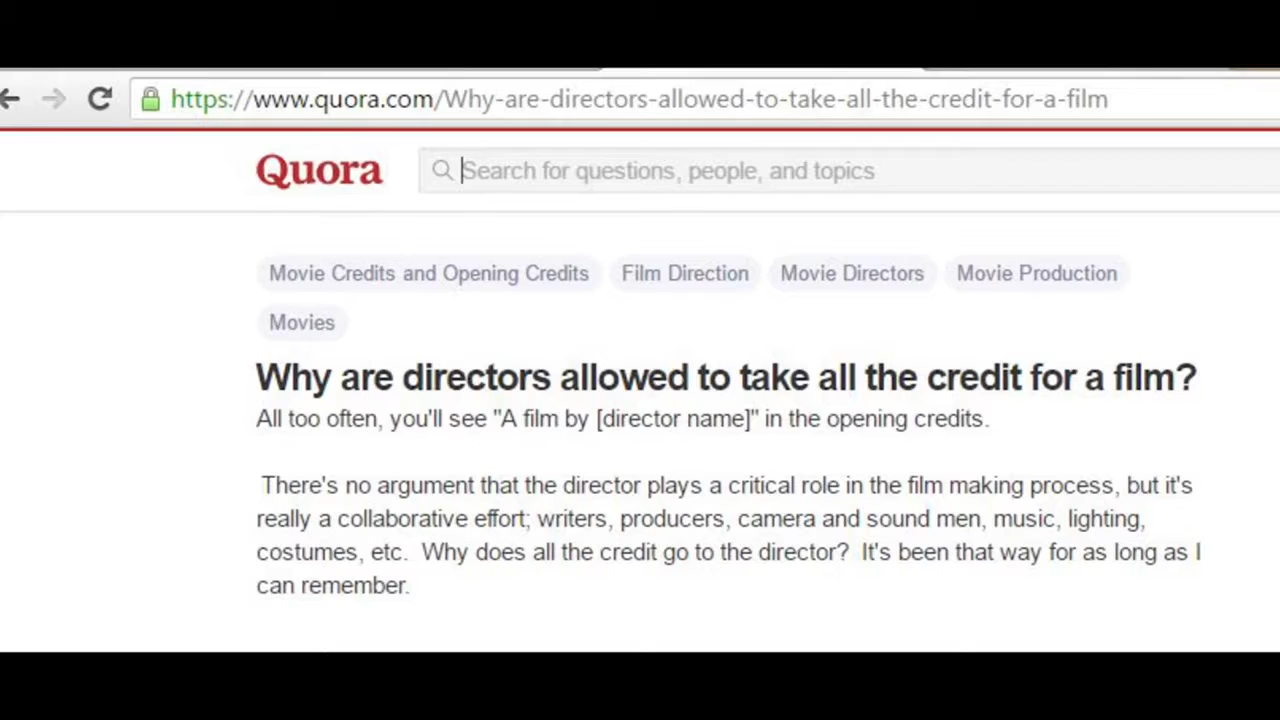 https://www.quora.com/Why-are-directors-allowed-to-take-all-the-credit-for-a-film
Quora
Search for questions, people, and topics
Movie Credits and Opening Credits
Film Direction
Movie Directors
Movie Production
Movies
Why are directors allowed to take all the credit for a film?
All too often, you'll see "A film by [director name]" in the opening credits.
There's no argument that the director plays a critical role in the film making process, but it's
really a collaborative effort; writers, producers, camera and sound men, music, lighting,
costumes, etc.  Why does all the credit go to the director?  It's been that way for as long as I
can remember.